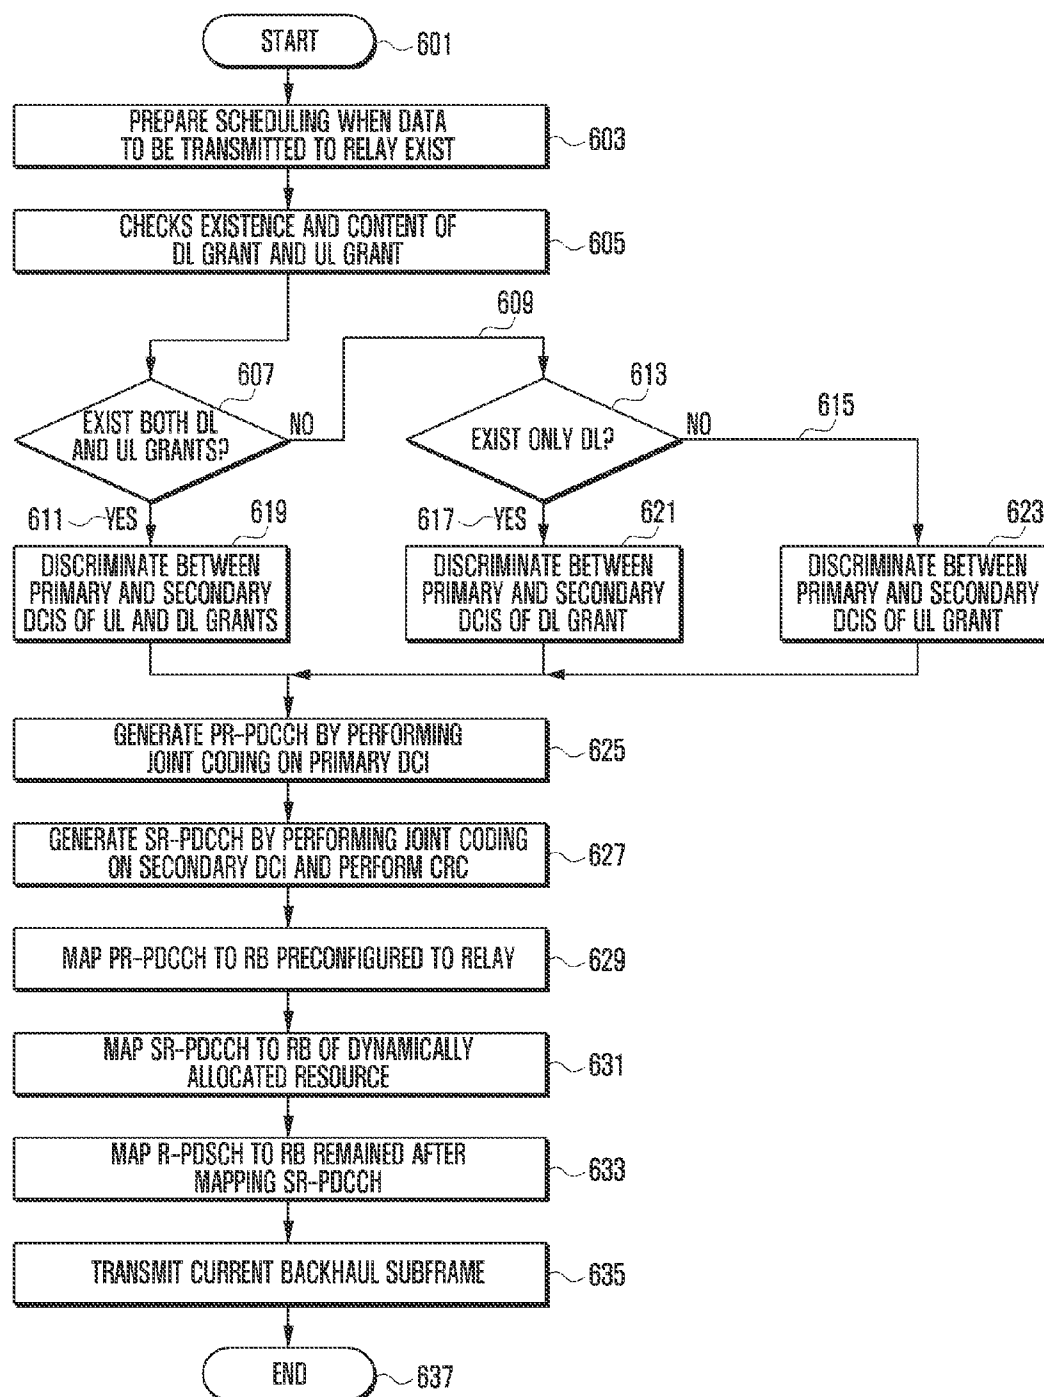 START
601
PREPARE SCHEDULING WHEN DATA
TO BE TRANSMITTED TO RELAY EXIST
603
CHECKS EXISTENCE AND CONTENT OF
DL GRANT AND UL GRANT
605
609
607
EXIST BOTH DL
AND UL GRANTS?
NO
613
EXIST ONLY DL?
NO
615
611
YES
619
617
YES
621
623
DISCRIMINATE BETWEEN
PRIMARY AND SECONDARY
DCIS OF UL AND DL GRANTS
DISCRIMINATE BETWEEN
PRIMARY AND SECONDARY
DCIS OF DL GRANT
DISCRIMINATE BETWEEN
PRIMARY AND SECONDARY
DCIS OF UL GRANT
GENERATE PR-PDCCH BY PERFORMING
JOINT CODING ON PRIMARY DCI
625
GENERATE SR-PDCCH BY PERFORMING JOINT CODING
ON SECONDARY DCI AND PERFORM CRC
627
MAP PR-PDCCH TO RB PRECONFIGURED TO RELAY
629
MAP SR-PDCCH TO RB OF DYNAMICALLY
ALLOCATED RESOURCE
631
MAP R-PDSCH TO RB REMAINED AFTER
MAPPING SR-PDCCH
633
TRANSMIT CURRENT BACKHAUL SUBFRAME
635
END
637